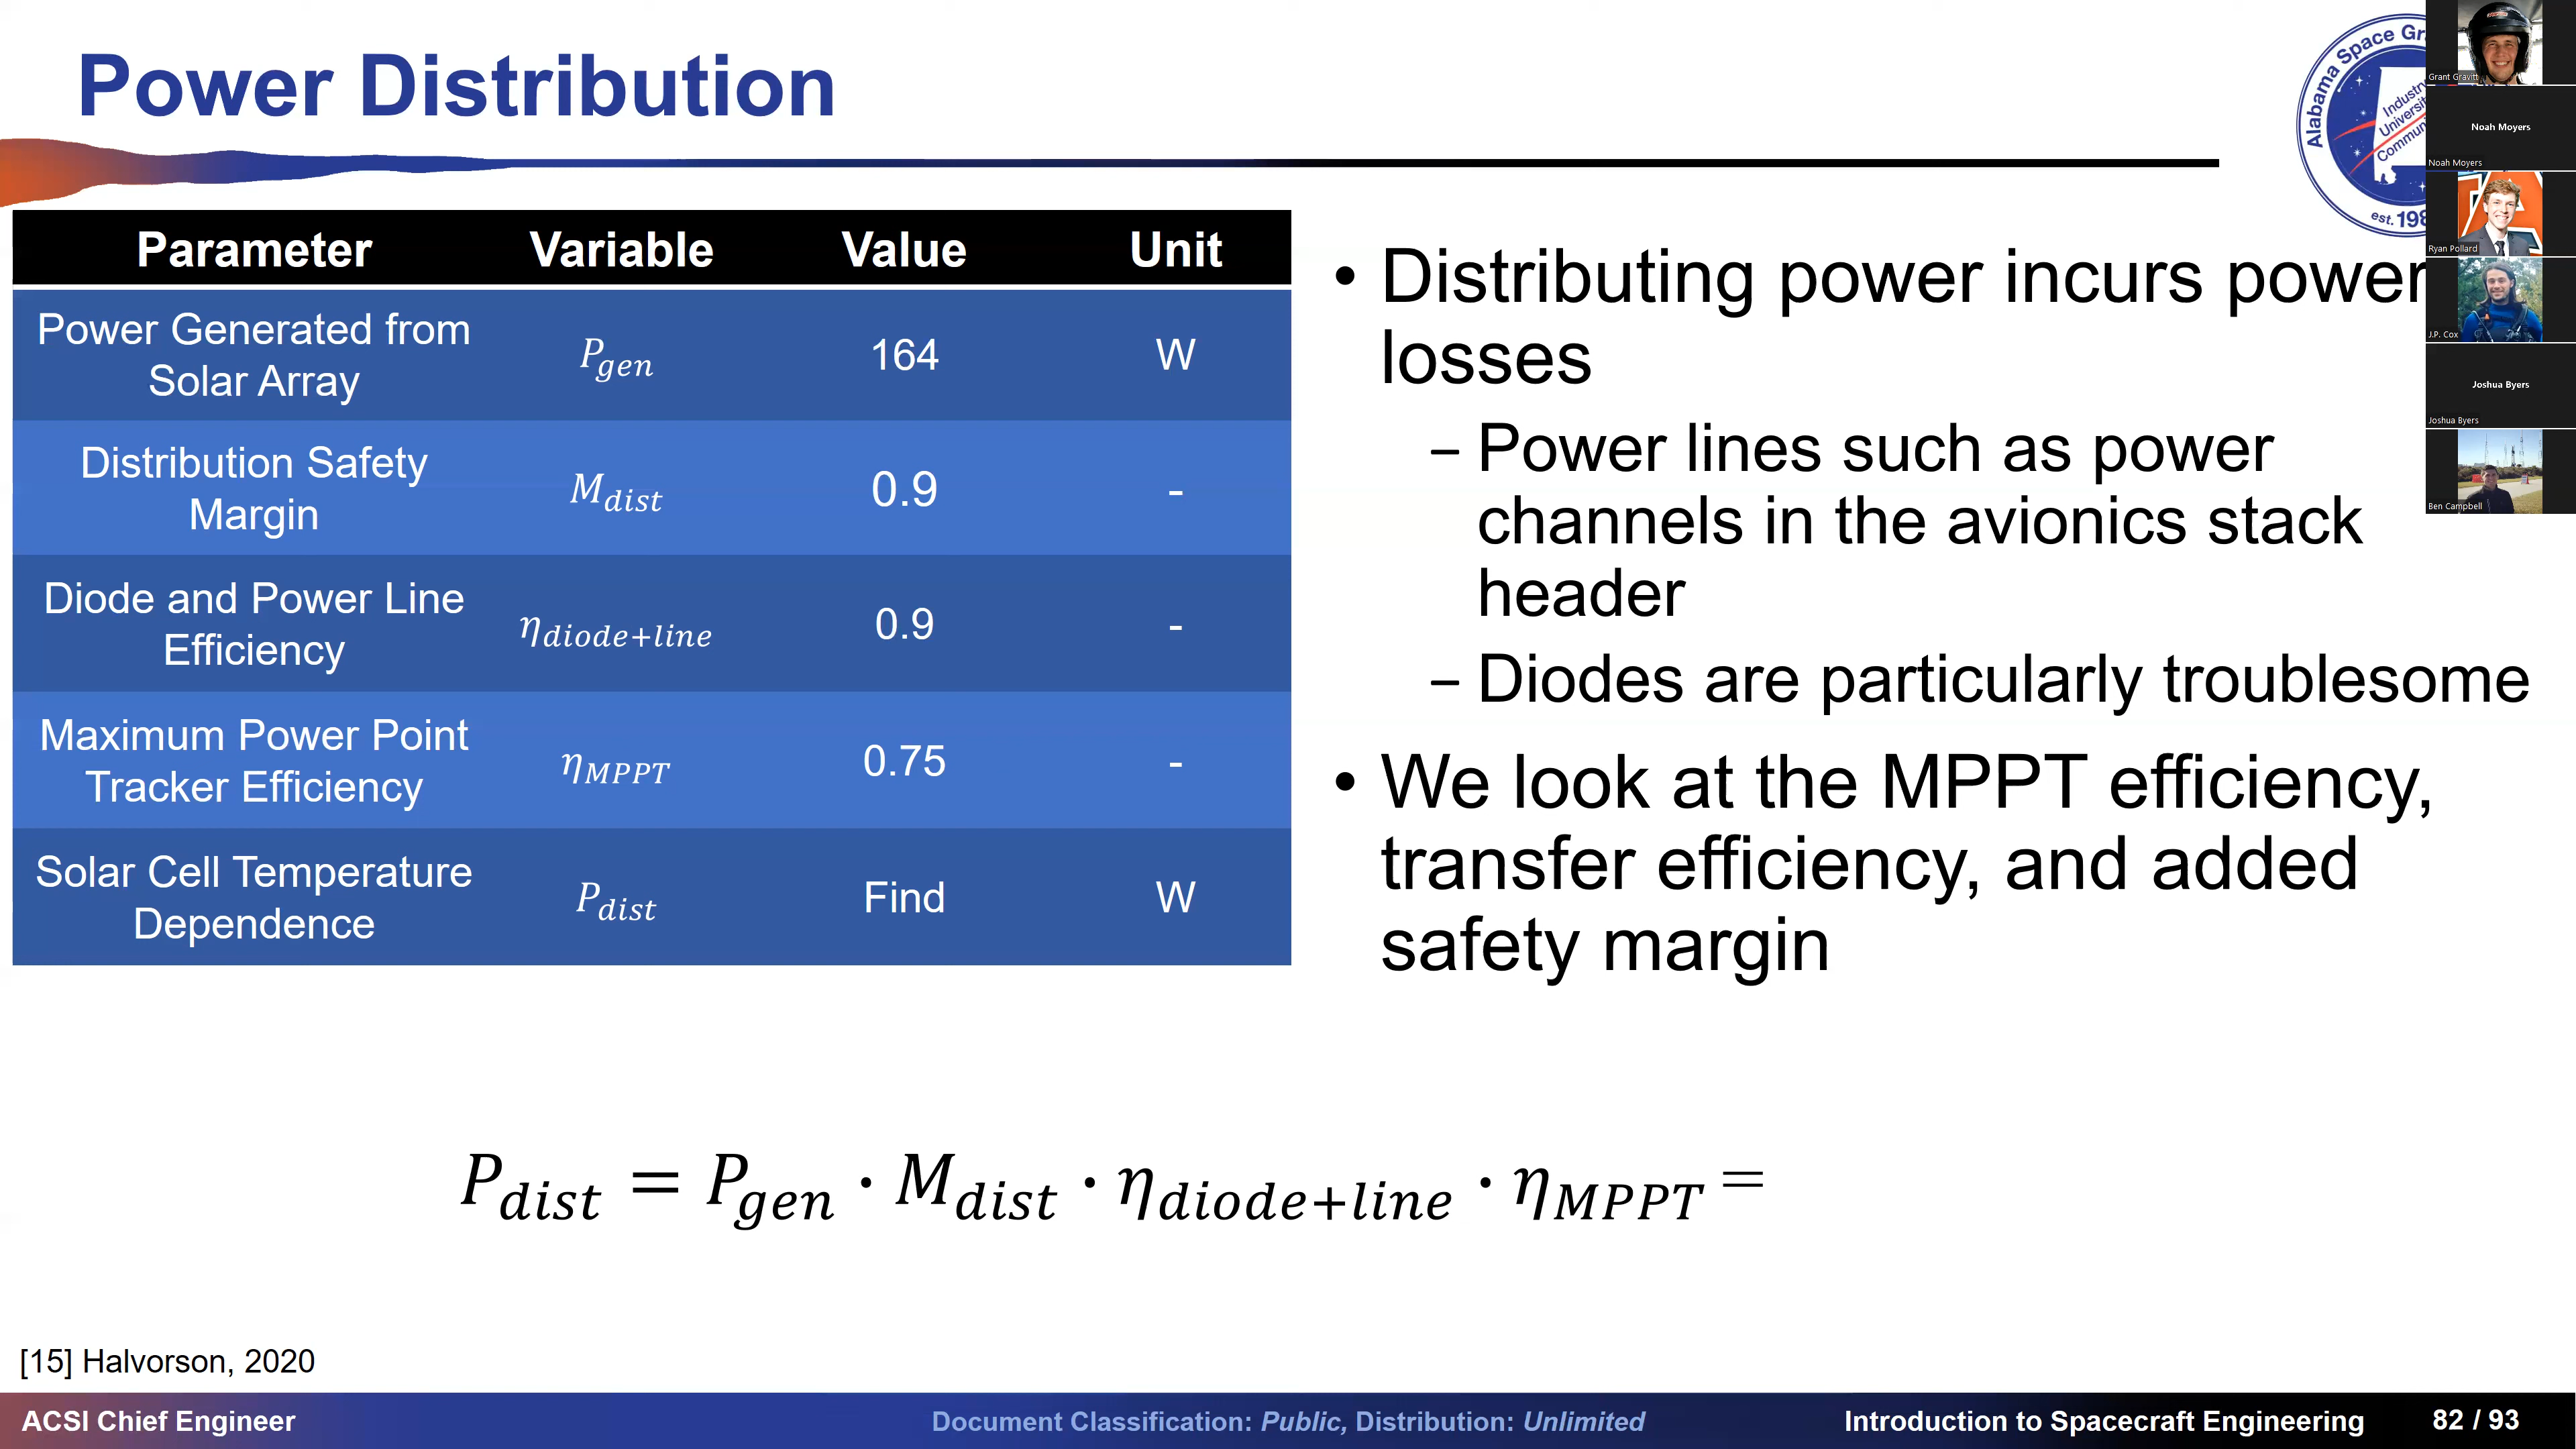 Power Distribution
Alabama Space Gr
Industry
University
Commun
est. 198
Grant Gravitt
Noah Moyers
Noah Moyers
Ryan Pollard
J.P. Cox
Joshua Byers
Joshua Byers
Ben Campbell
Parameter Variable Value Unit
Power Generated from
Solar Array
P_gen 164 W
Distribution Safety
Margin
M_dist 0.9 -
Diode and Power Line
Efficiency
η_diode+line 0.9 -
Maximum Power Point
Tracker Efficiency
η_MPPT 0.75 -
Solar Cell Temperature
Dependence
P_dist Find W
• Distributing power incurs power
losses
– Power lines such as power
channels in the avionics stack
header
– Diodes are particularly troublesome
• We look at the MPPT efficiency,
transfer efficiency, and added
safety margin
P_dist = P_gen · M_dist · η_diode+line · η_MPPT =
[15] Halvorson, 2020
ACSI Chief Engineer Document Classification: Public, Distribution: Unlimited Introduction to Spacecraft Engineering 82 / 93